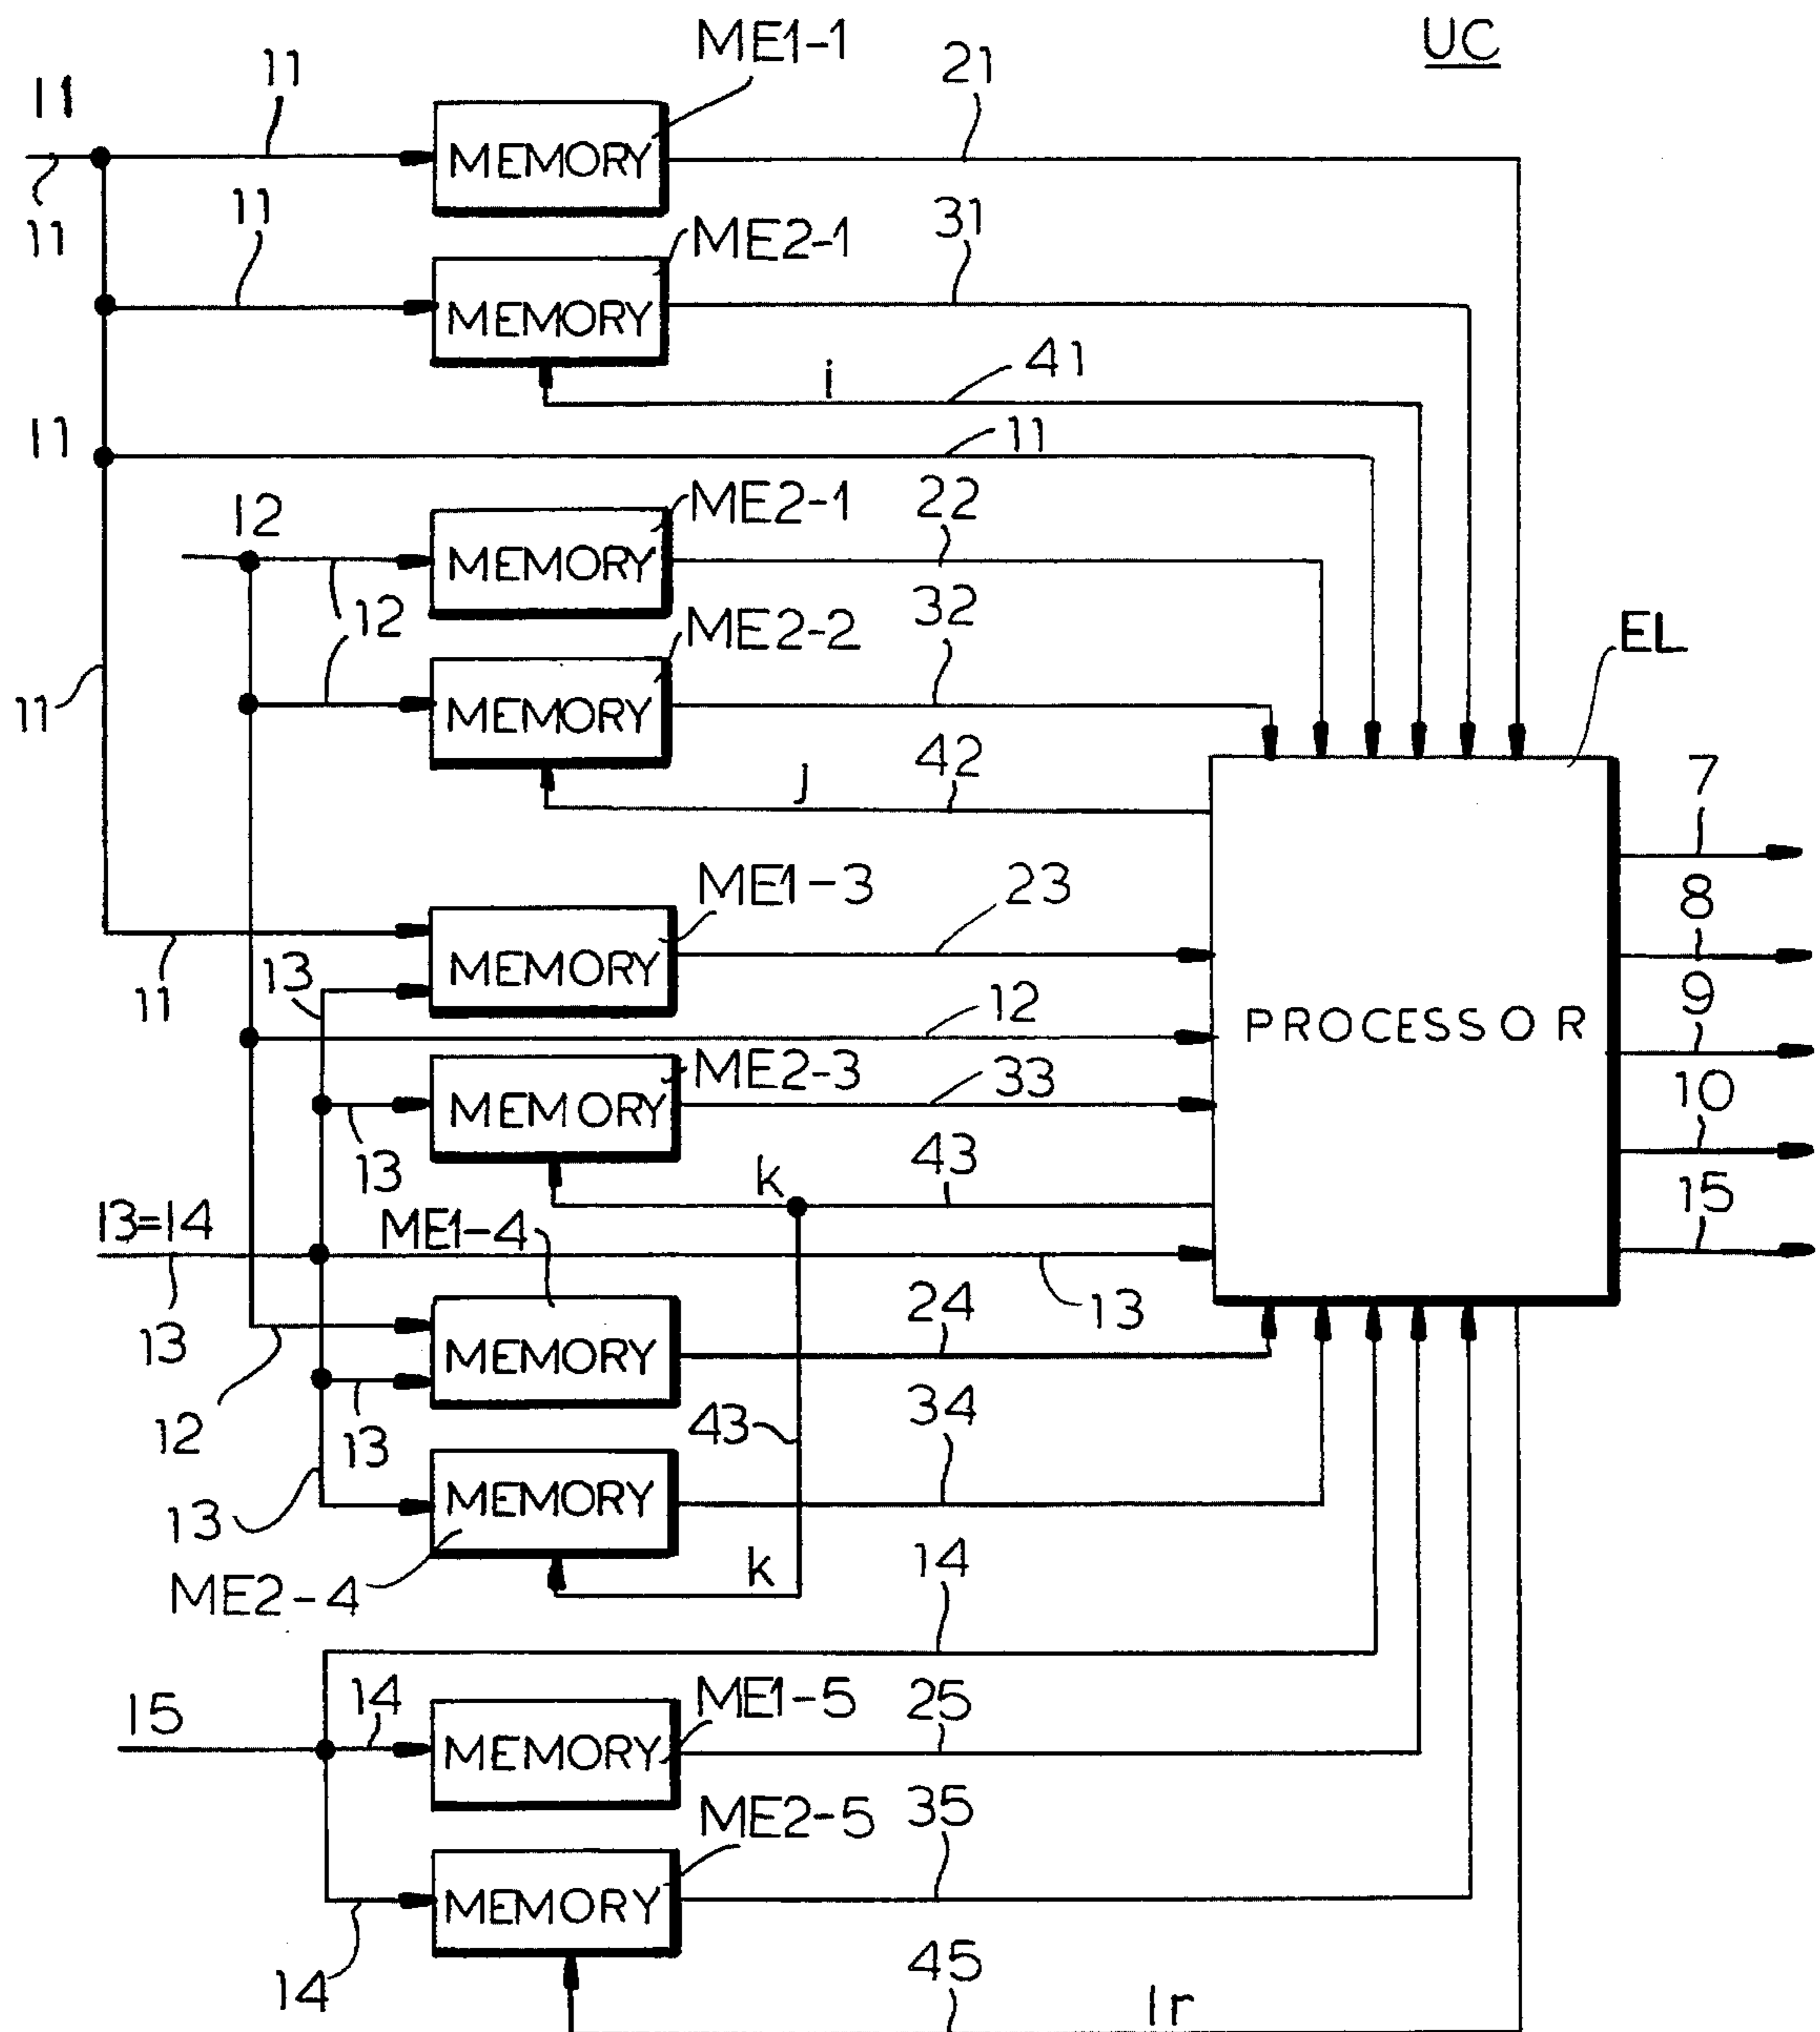 UC
ME1-1
11
21
I1
MEMORY
11
11
ME2-1
31
MEMORY
i
41
I1
11
ME2-1
22
12
MEMORY
12
ME2-2
32
EL
MEMORY
11
j
42
7
ME1-3
23
8
MEMORY
13
11
12
9
PROCESSOR
ME2-3
33
10
MEMORY
13
k
43
15
13=14
ME1-4
13
13
24
MEMORY
12
13
43
34
MEMORY
13
k
14
ME2-4
15
14
ME1-5
25
MEMORY
ME2-5
35
MEMORY
14
45
lr